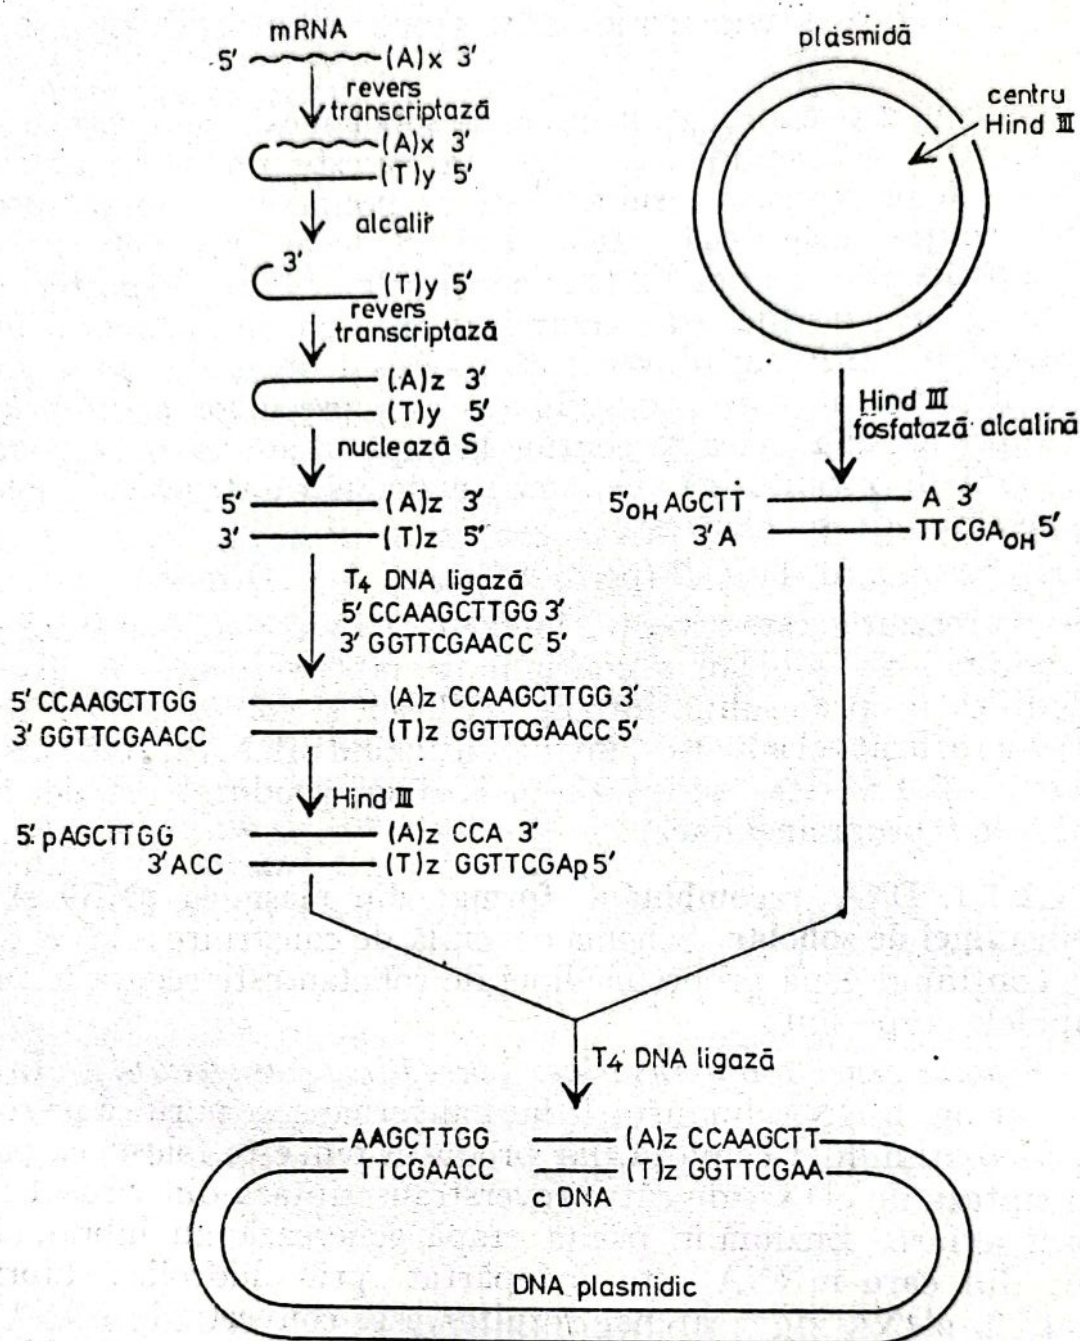 mRNA
5' (A)x 3'
revers
transcriptază
(A)x 3'
(T)y 5'
alcalii
3'
(T)y 5'
revers
transcriptază
(A)z 3'
(T)y 5'
nuclează S
5' (A)z 3'
3' (T)z 5'
T4 DNA ligază
5' CCAAGCTTGG 3'
3' GGTTCGAACC 5'
5' CCAAGCTTGG (A)z CCAAGCTTGG 3'
3' GGTTCGAACC (T)z GGTTCGAACC 5'
Hind III
5' pAGCTTGG (A)z CCA 3'
3' ACC (T)z GGTTCGAp 5'
plasmidă
centru
Hind III
Hind III
fosfatază alcalină
5'OH AGCTT A 3'
3' A TTCGAOH 5'
T4 DNA ligază
AAGCTTGG (A)z CCAAGCTT
TTCGAACC (T)z GGTTCGAA
c DNA
DNA plasmidic